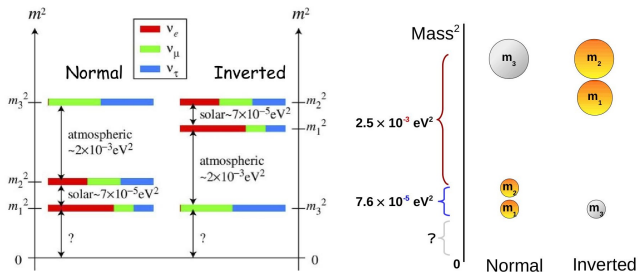 m²
m²
νₑ
ν_μ
ν_τ
Normal
Inverted
m₃²
m₂²
solar~7×10⁻⁵eV²
m₁²
atmospheric
~2×10⁻³eV²
atmospheric
~2×10⁻³eV²
m₂²
solar~7×10⁻⁵eV²
m₁²
m₃²
?
?
0
0
Mass²
m₃
m₂
m₁
2.5 × 10⁻³ eV²
7.6 × 10⁻⁵ eV²
m₂
m₁
m₃
?
0
Normal
Inverted